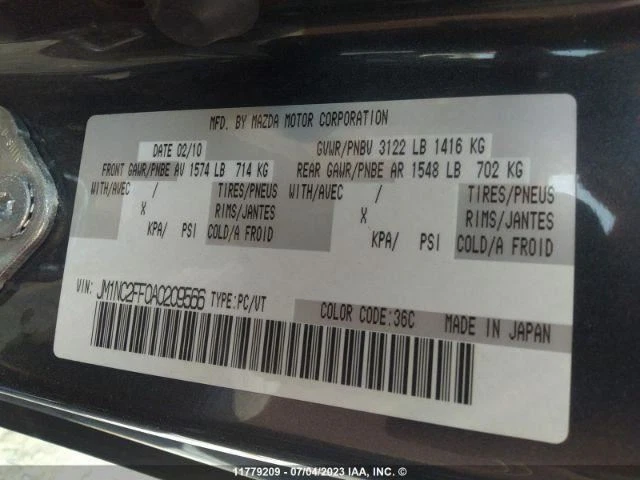 MFD. BY MAZDA MOTOR CORPORATION
DATE 02/10 GVWR/PNBV 3122 LB 1416 KG
FRONT GAWR/PNBE AV 1574 LB 714 KG REAR GAWR/PNBE AR 1548 LB 702 KG
WITH/AVEC / TIRES/PNEUS WITH/AVEC / TIRES/PNEUS
X RIMS/JANTES X RIMS/JANTES
KPA/ PSI COLD/A FROID KPA/ PSI COLD/A FROID
VIN: JM1NC2FF0A0209566 TYPE:PC/VT
COLOR CODE:36C MADE IN JAPAN
11779209 - 07/04/2023 IAA, Inc. ©